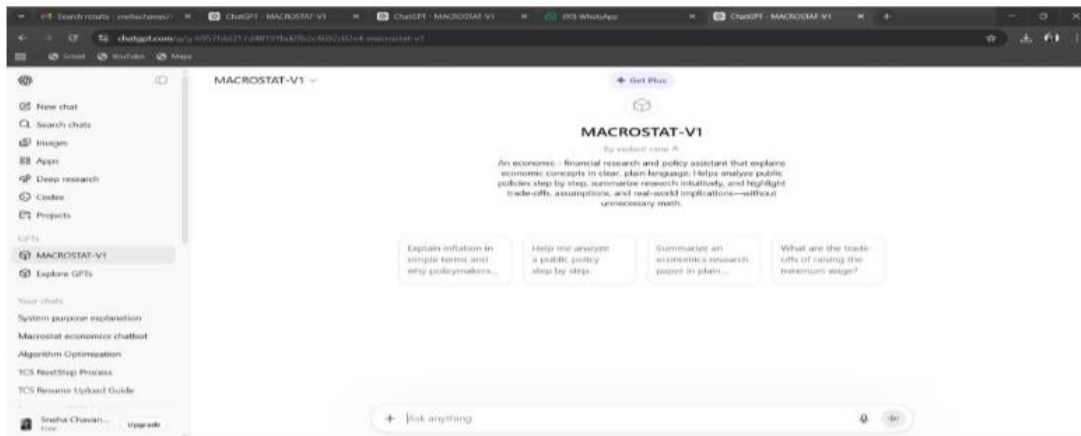 ChatGPT - MACROSTAT-V1
ChatGPT - MACROSTAT-V1
WhatsApp
ChatGPT - MACROSTAT-V1
Gmail
YouTube
Maps
MACROSTAT-V1
Get Plus
New chat
Search chats
Images
Apps
Deep research
Codex
Projects
GPTs
MACROSTAT-V1
Explore GPTs
Your chats
System purpose explanation
Macrostat economics chatbot
Algorithm Optimization
TCS NextStep Process
TCS Resume Upload Guide
Sneha Chavan...
Free
Upgrade
MACROSTAT-V1
An economic - financial research and policy assistant that explains
economic concepts in clear, plain language. Helps analyze public
policies step by step, summarize research intuitively, and highlight
trade-offs, assumptions, and real-world implications—without
unnecessary math.
Explain inflation in
simple terms and
why policymakers...
Help me analyze
a public policy
step by step.
Summarize an
economics research
paper in plain...
What are the trade-
offs of raising the
minimum wage?
Ask anything